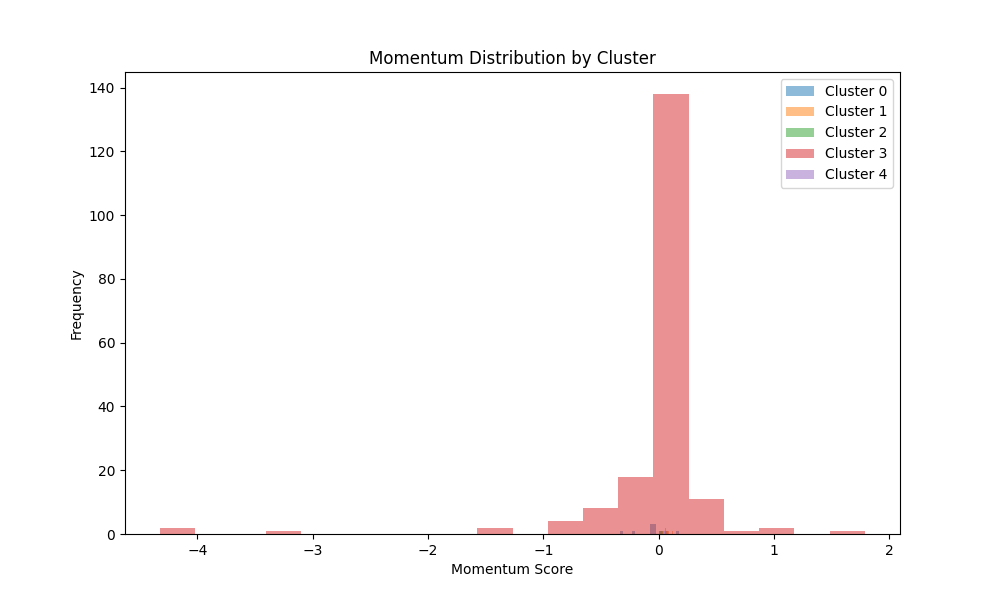 Momentum Distribution by Cluster
Cluster 0
Cluster 1
Cluster 2
Cluster 3
Cluster 4
140
120
100
80
60
40
20
0
Frequency
−4
−3
−2
−1
0
1
2
Momentum Score